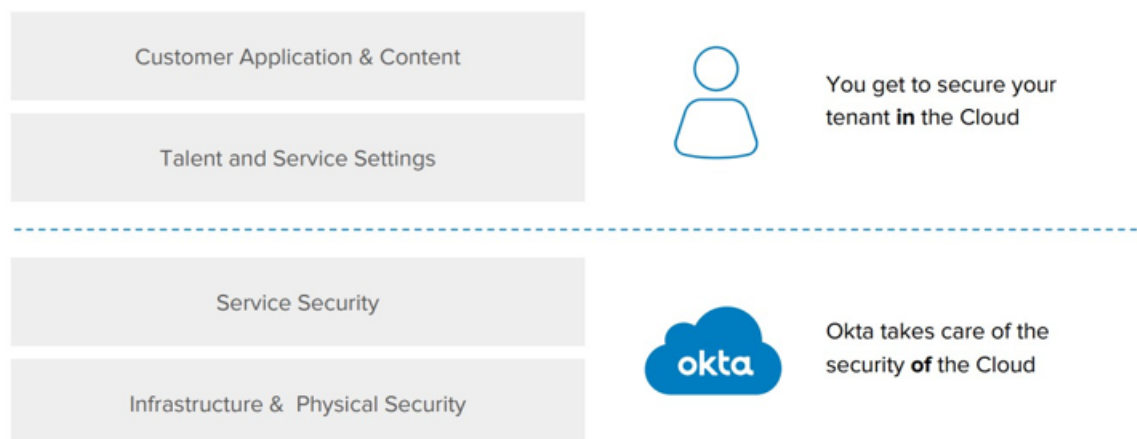 Customer Application & Content
Talent and Service Settings
You get to secure your
tenant in the Cloud
Service Security
Infrastructure & Physical Security
okta
Okta takes care of the
security of the Cloud